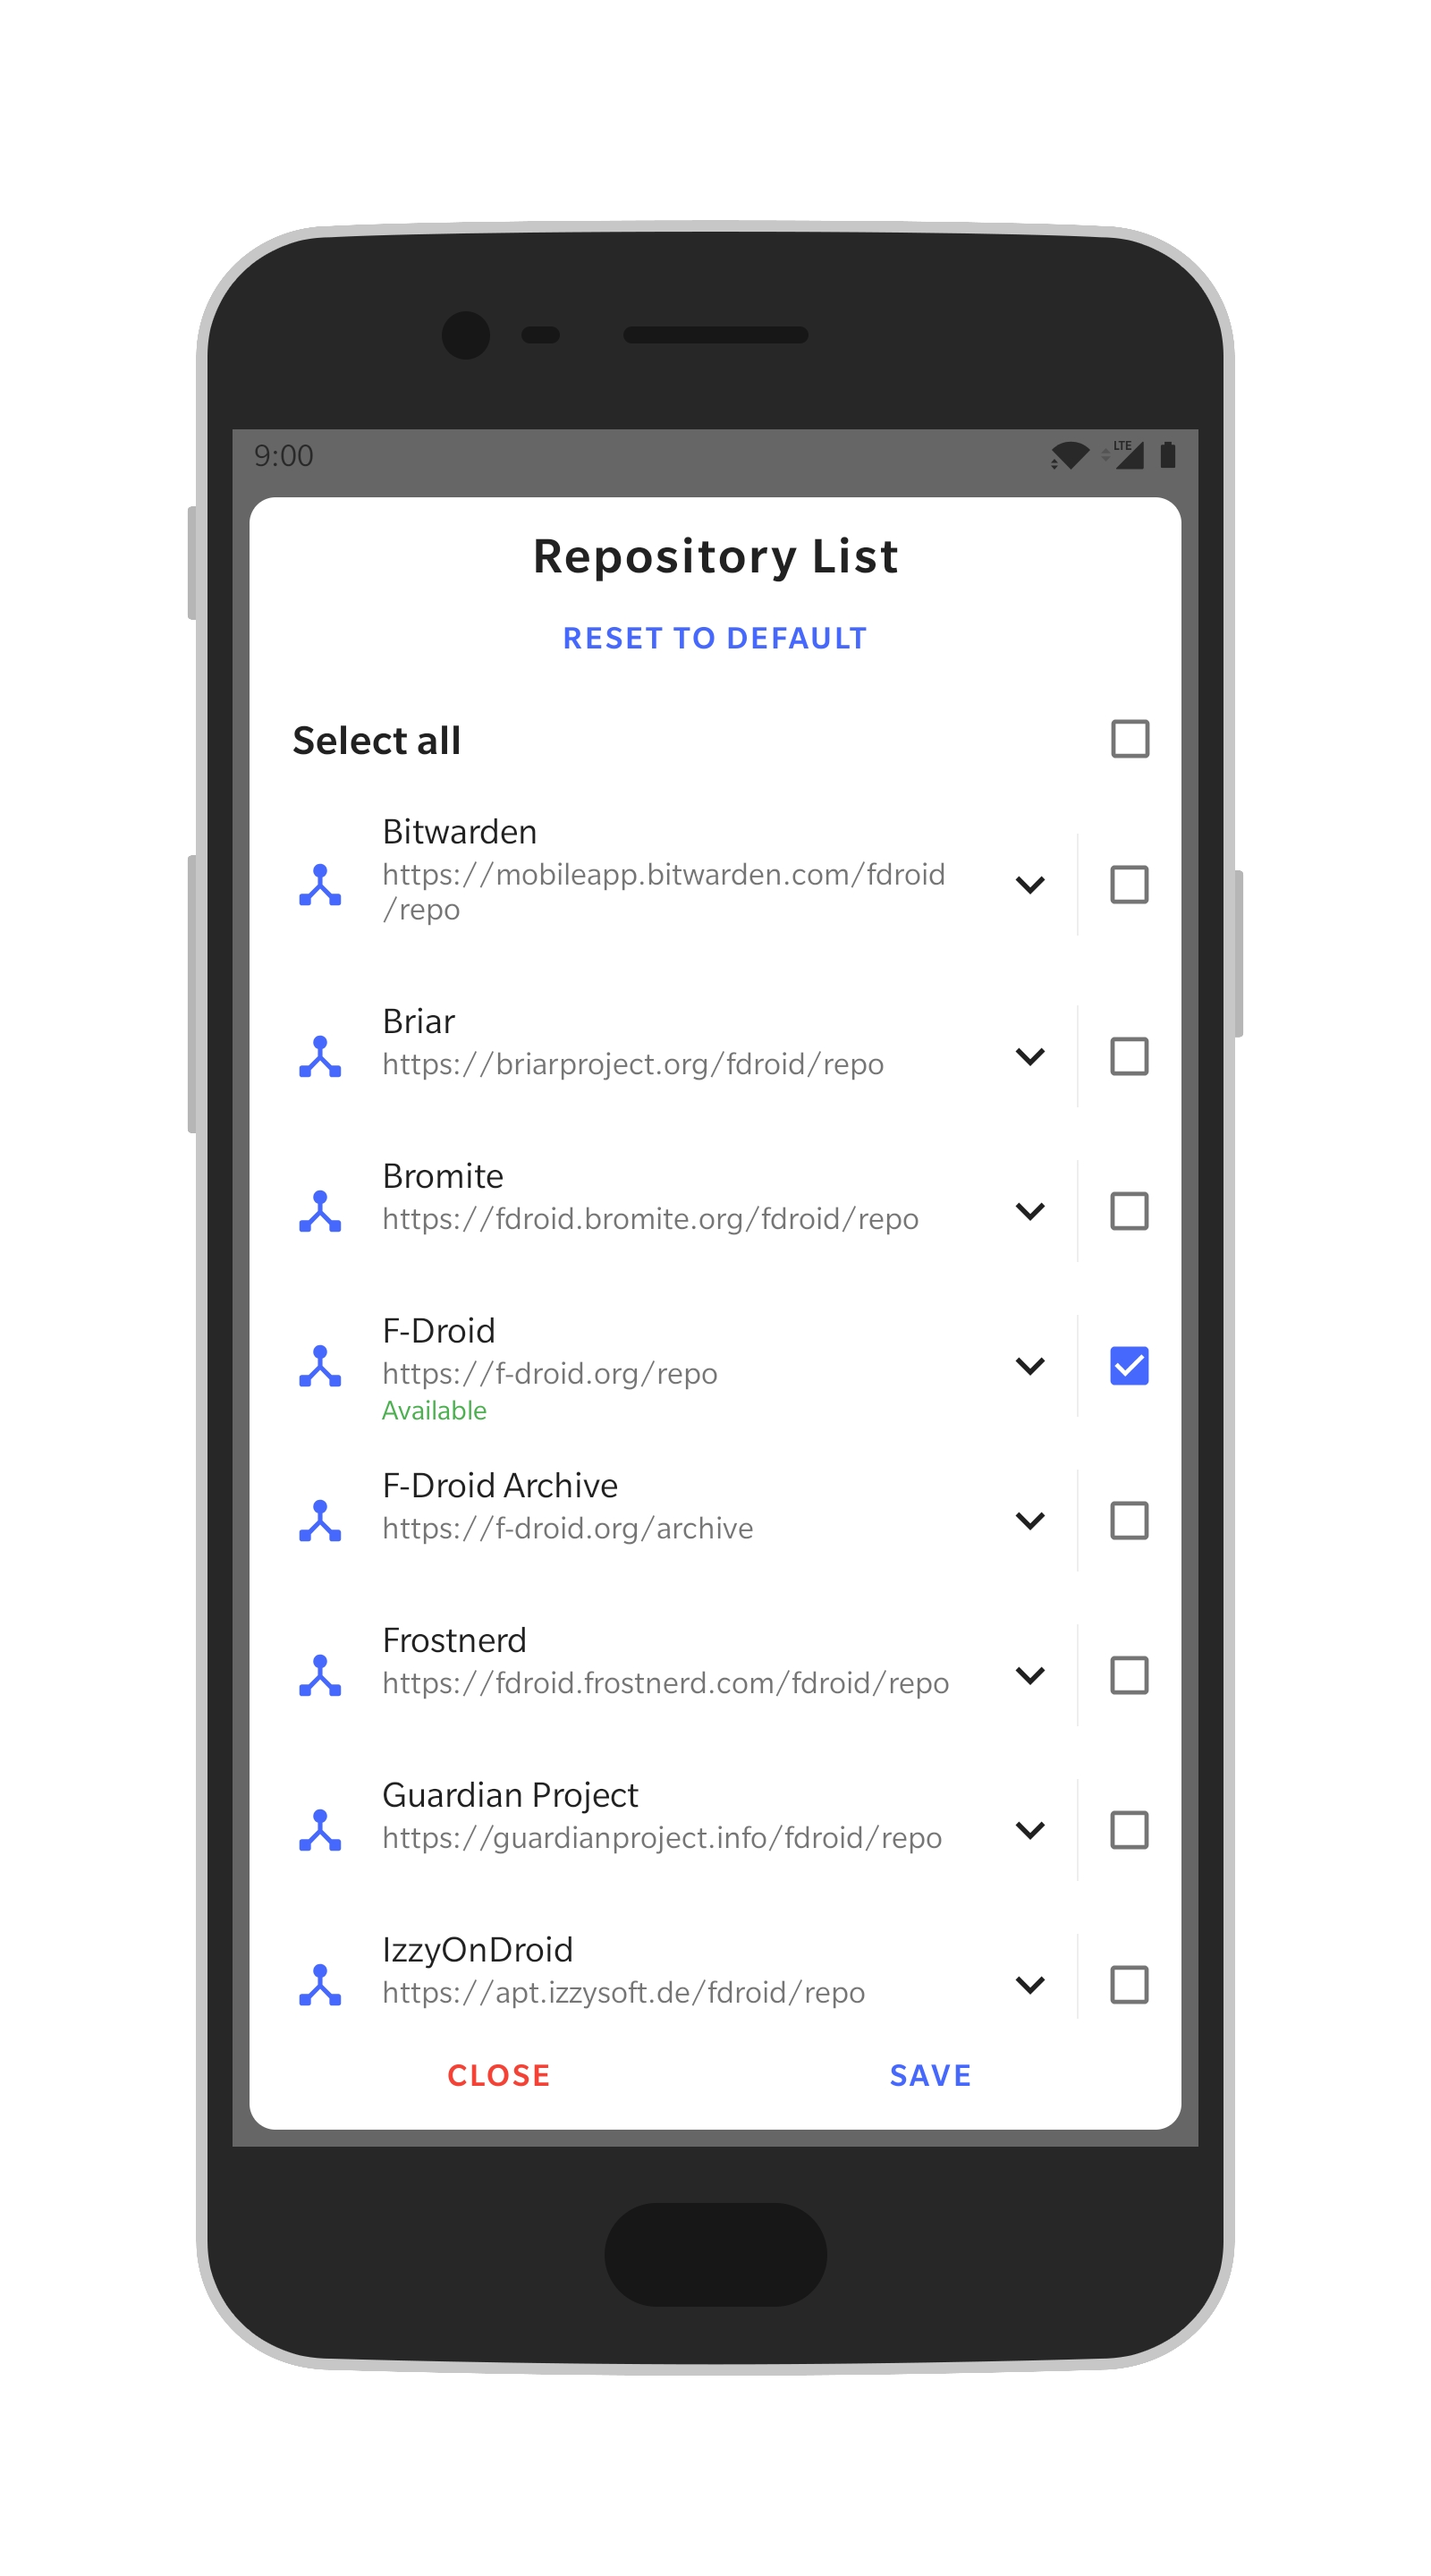 9:00
LTE
Repository List
RESET TO DEFAULT
Select all
Bitwarden
https://mobileapp.bitwarden.com/fdroid
/repo
Briar
https://briarproject.org/fdroid/repo
Bromite
https://fdroid.bromite.org/fdroid/repo
F-Droid
https://f-droid.org/repo
Available
F-Droid Archive
https://f-droid.org/archive
Frostnerd
https://fdroid.frostnerd.com/fdroid/repo
Guardian Project
https://guardianproject.info/fdroid/repo
IzzyOnDroid
https://apt.izzysoft.de/fdroid/repo
CLOSE
SAVE